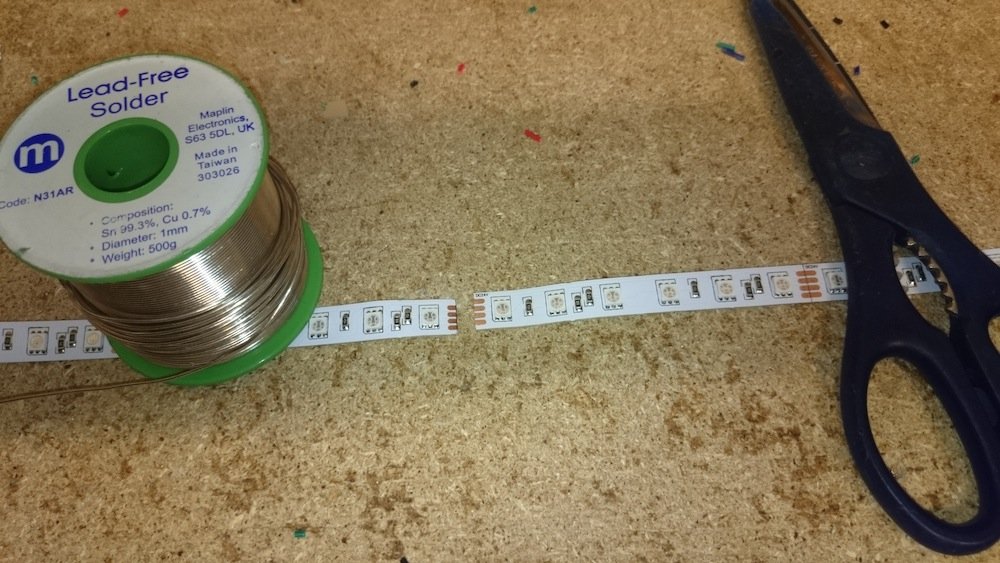 Lead-Free
Solder
m
Maplin
Electronics,
S63 5DL, UK
Made in
Taiwan
303026
Code: N31AR
• Composition:
Sn 99.3%, Cu 0.7%
• Diameter: 1mm
• Weight: 500g